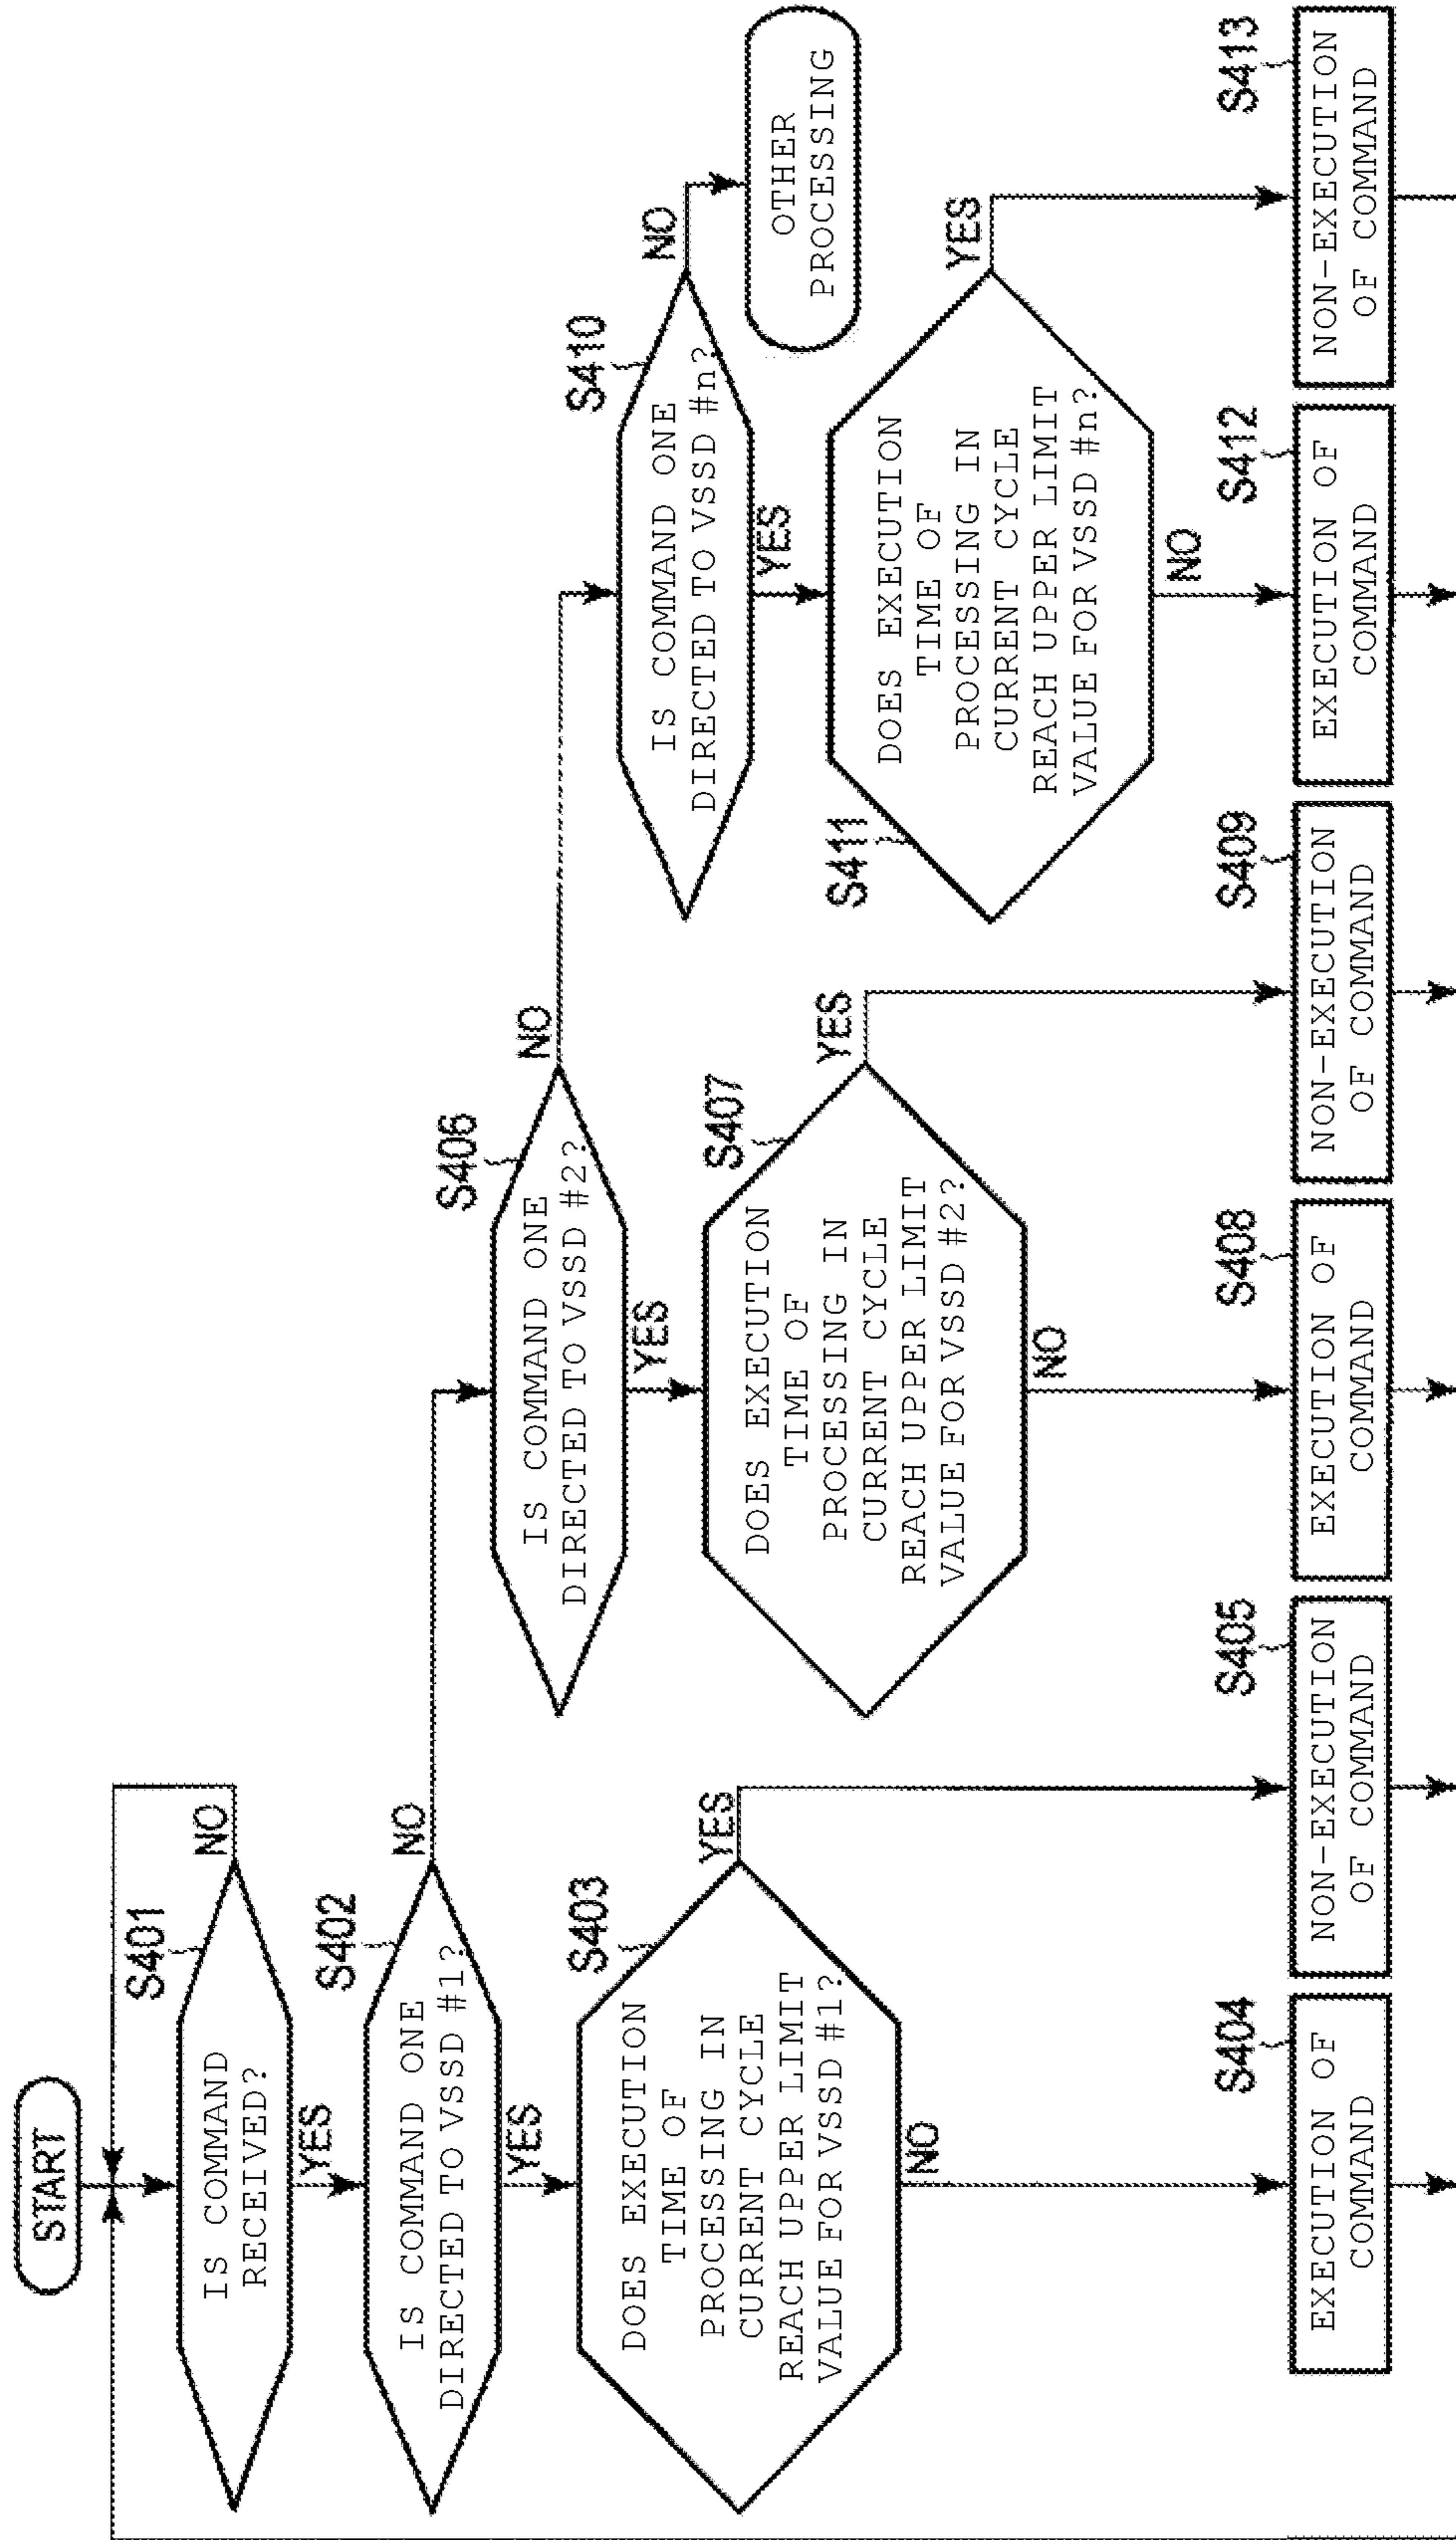 START
S401
IS COMMAND
RECEIVED?
NO
YES
S402
IS COMMAND ONE
DIRECTED TO VSSD #1?
NO
YES
S403
DOES EXECUTION
TIME OF
PROCESSING IN
CURRENT CYCLE
REACH UPPER LIMIT
VALUE FOR VSSD #1?
YES
NO
S404
EXECUTION OF
COMMAND
S405
NON-EXECUTION
OF COMMAND
S406
IS COMMAND ONE
DIRECTED TO VSSD #2?
NO
YES
S407
DOES EXECUTION
TIME OF
PROCESSING IN
CURRENT CYCLE
REACH UPPER LIMIT
VALUE FOR VSSD #2?
YES
NO
S408
EXECUTION OF
COMMAND
S409
NON-EXECUTION
OF COMMAND
S410
IS COMMAND ONE
DIRECTED TO VSSD #n?
NO
OTHER
PROCESSING
YES
S411
DOES EXECUTION
TIME OF
PROCESSING IN
CURRENT CYCLE
REACH UPPER LIMIT
VALUE FOR VSSD #n?
YES
NO
S412
EXECUTION OF
COMMAND
S413
NON-EXECUTION
OF COMMAND